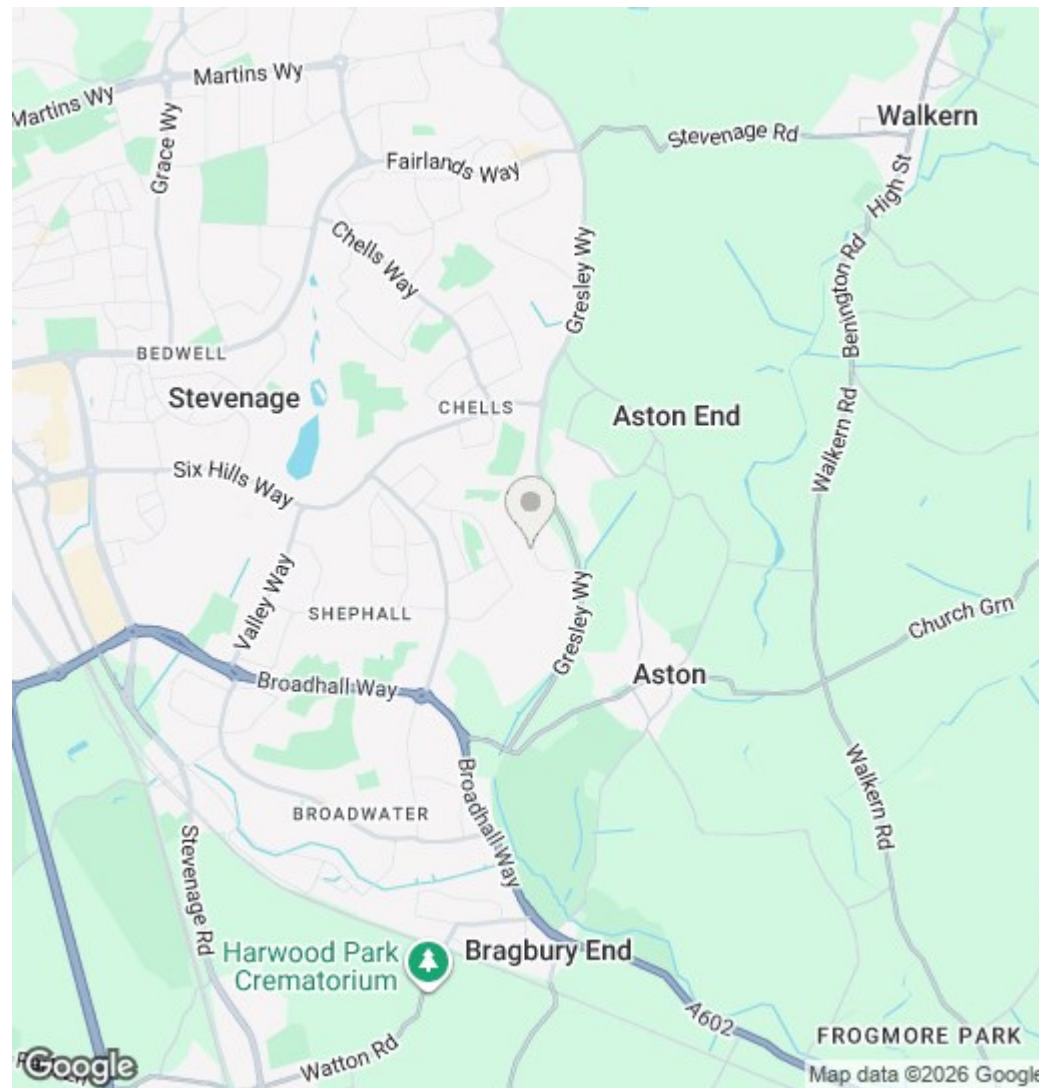 Martins Wy
Martins Wy
Grace Wy
Fairlands Way
Stevenage Rd
Walkern
High St
Chells Way
Gresley Wy
Benington Rd
BEDWELL
Stevenage
CHELLS
Aston End
Six Hills Way
Walkern Rd
Valley Way
SHEPHALL
Gresley Wy
Church Grn
Broadhall Way
Aston
Walkern Rd
BROADWATER
Broadhall Way
Stevenage Rd
Harwood Park
Crematorium
Bragbury End
A602
FROGMORE PARK
Watton Rd
Google
Map data ©2026 Google